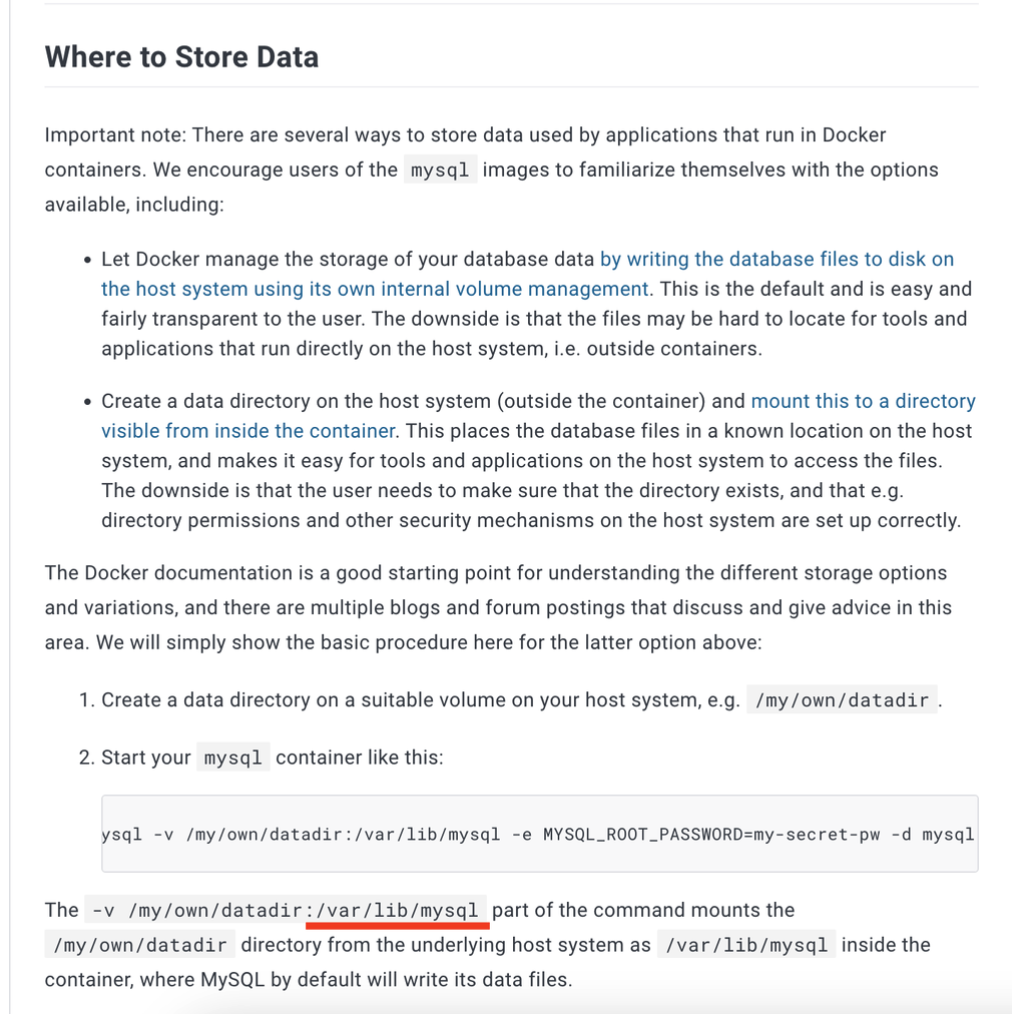 Where to Store Data
Important note: There are several ways to store data used by applications that run in Docker
containers. We encourage users of the mysql images to familiarize themselves with the options
available, including:
• Let Docker manage the storage of your database data by writing the database files to disk on
the host system using its own internal volume management. This is the default and is easy and
fairly transparent to the user. The downside is that the files may be hard to locate for tools and
applications that run directly on the host system, i.e. outside containers.
• Create a data directory on the host system (outside the container) and mount this to a directory
visible from inside the container. This places the database files in a known location on the host
system, and makes it easy for tools and applications on the host system to access the files.
The downside is that the user needs to make sure that the directory exists, and that e.g.
directory permissions and other security mechanisms on the host system are set up correctly.
The Docker documentation is a good starting point for understanding the different storage options
and variations, and there are multiple blogs and forum postings that discuss and give advice in this
area. We will simply show the basic procedure here for the latter option above:
1. Create a data directory on a suitable volume on your host system, e.g. /my/own/datadir .
2. Start your mysql container like this:
ysql -v /my/own/datadir:/var/lib/mysql -e MYSQL_ROOT_PASSWORD=my-secret-pw -d mysql
The -v /my/own/datadir:/var/lib/mysql part of the command mounts the
/my/own/datadir directory from the underlying host system as /var/lib/mysql inside the
container, where MySQL by default will write its data files.